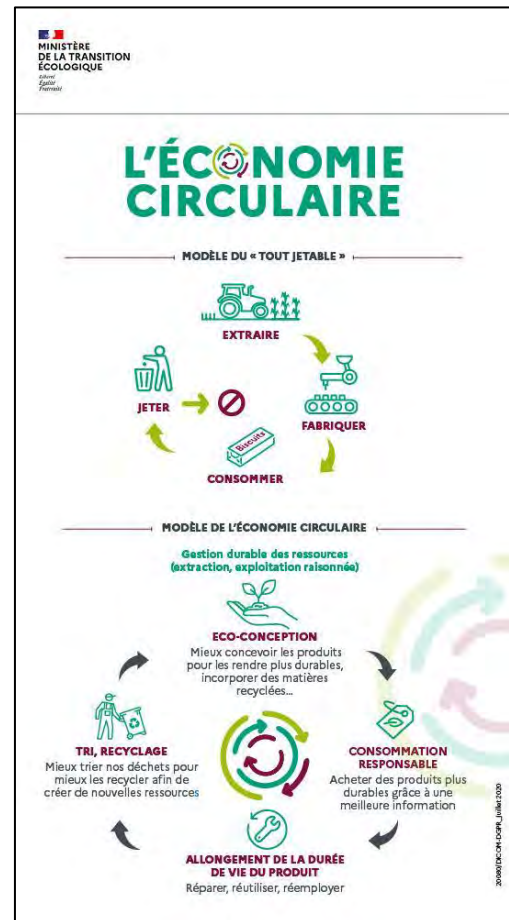 MINISTÈRE
DE LA TRANSITION
ÉCOLOGIQUE
Liberté
Égalité
Fraternité
L'ÉCONOMIE
CIRCULAIRE
MODÈLE DU « TOUT JETABLE »
EXTRAIRE
JETER
FABRIQUER
Biscuits
CONSOMMER
MODÈLE DE L'ÉCONOMIE CIRCULAIRE
Gestion durable des ressources
(extraction, exploitation raisonnée)
ECO-CONCEPTION
Mieux concevoir les produits
pour les rendre plus durables,
incorporer des matières
recyclées...
TRI, RECYCLAGE
Mieux trier nos déchets pour
mieux les recycler afin de
créer de nouvelles ressources
CONSOMMATION
RESPONSABLE
Acheter des produits plus
durables grâce à une
meilleure information
ALLONGEMENT DE LA DURÉE
DE VIE DU PRODUIT
Réparer, réutiliser, réemployer